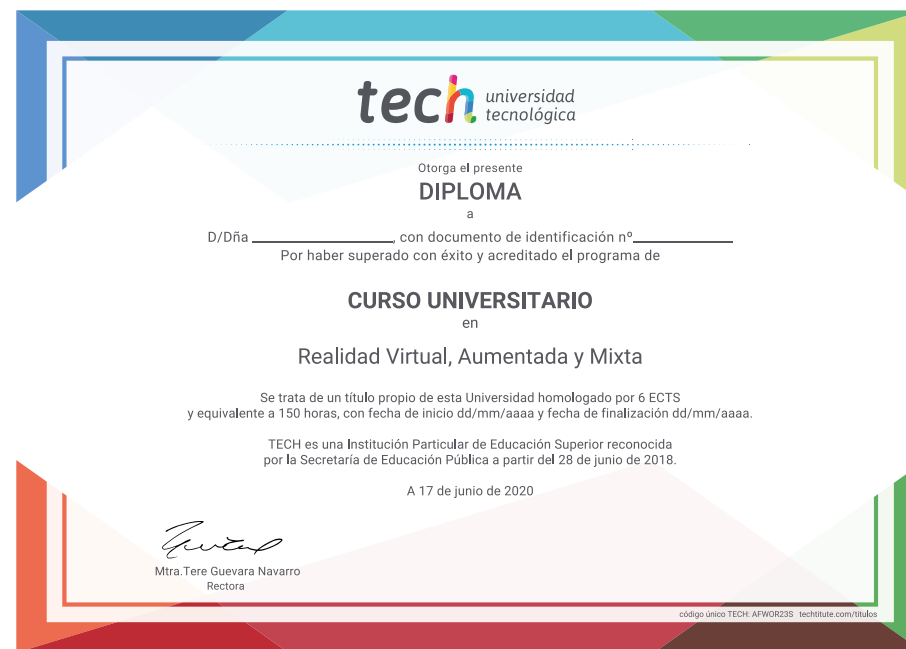 tech universidad
tecnológica
Otorga el presente
DIPLOMA
a
D/Dña ____________________, con documento de identificación nº______________
Por haber superado con éxito y acreditado el programa de
CURSO UNIVERSITARIO
en
Realidad Virtual, Aumentada y Mixta
Se trata de un título propio de esta Universidad homologado por 6 ECTS
y equivalente a 150 horas, con fecha de inicio dd/mm/aaaa y fecha de finalización dd/mm/aaaa.
TECH es una Institución Particular de Educación Superior reconocida
por la Secretaría de Educación Pública a partir del 28 de junio de 2018.
A 17 de junio de 2020
Mtra.Tere Guevara Navarro
Rectora
código único TECH: AFWOR23S techtitute.com/titulos